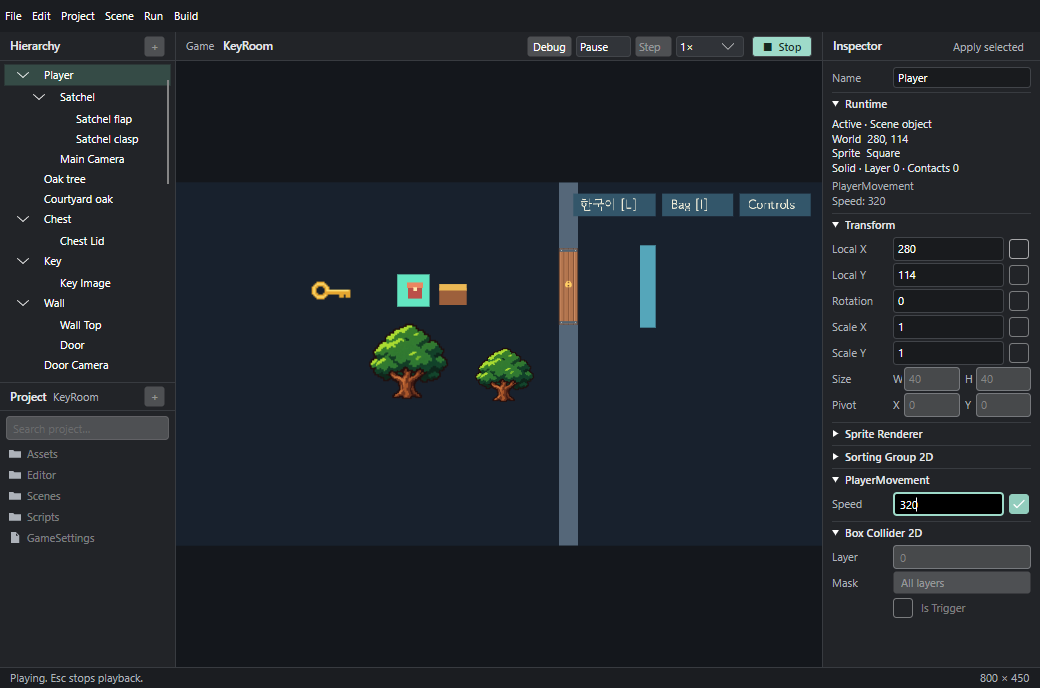 File Edit Project Scene Run Build
Hierarchy +
Player
Satchel
Satchel flap
Satchel clasp
Main Camera
Oak tree
Courtyard oak
Chest
Chest Lid
Key
Key Image
Wall
Wall Top
Door
Door Camera
Project KeyRoom +
Search project...
Assets
Editor
Scenes
Scripts
GameSettings
Game KeyRoom Debug Pause Step 1× Stop
한국어 [L] Bag [I] Controls
Inspector Apply selected
Name Player
Runtime
Active · Scene object
World 280, 114
Sprite Square
Solid · Layer 0 · Contacts 0
PlayerMovement
Speed: 320
Transform
Local X 280
Local Y 114
Rotation 0
Scale X 1
Scale Y 1
Size W 40 H 40
Pivot X 0 Y 0
Sprite Renderer
Sorting Group 2D
PlayerMovement
Speed 320
Box Collider 2D
Layer 0
Mask All layers
Is Trigger
Playing. Esc stops playback. 800 × 450